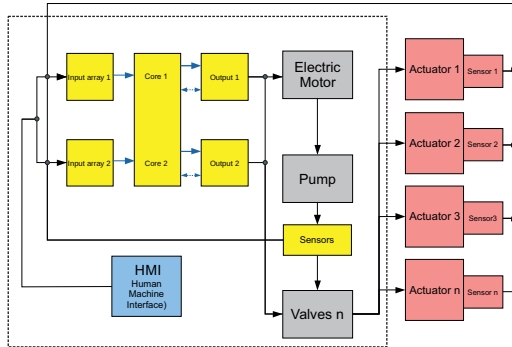 Input array 1
Core 1
Output 1
Electric
Motor
Actuator 1
Sensor 1
Input array 2
Core 2
Output 2
Pump
Actuator 2
Sensor 2
Sensors
Actuator 3
Sensor3
HMI
Human
Machine
Interface)
Valves n
Actuator n
Sensor n